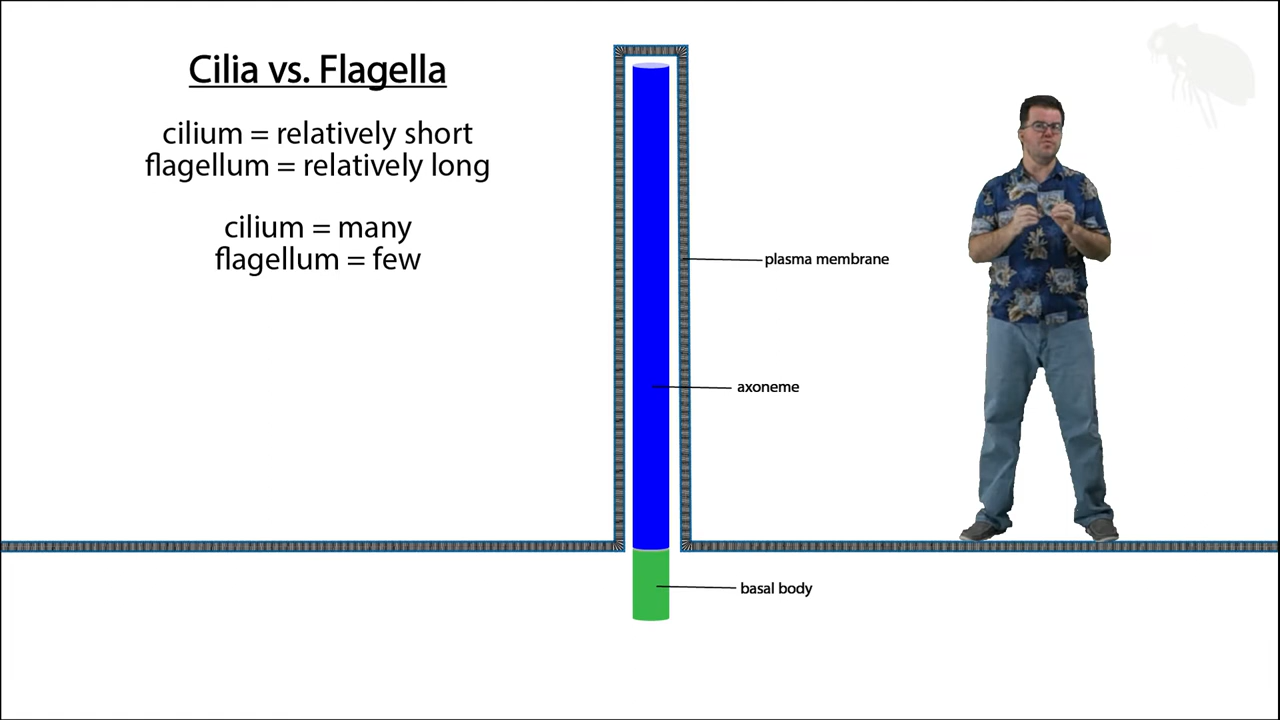 Cilia vs. Flagella
cilium = relatively short
flagellum = relatively long
cilium = many
flagellum = few
plasma membrane
axoneme
basal body